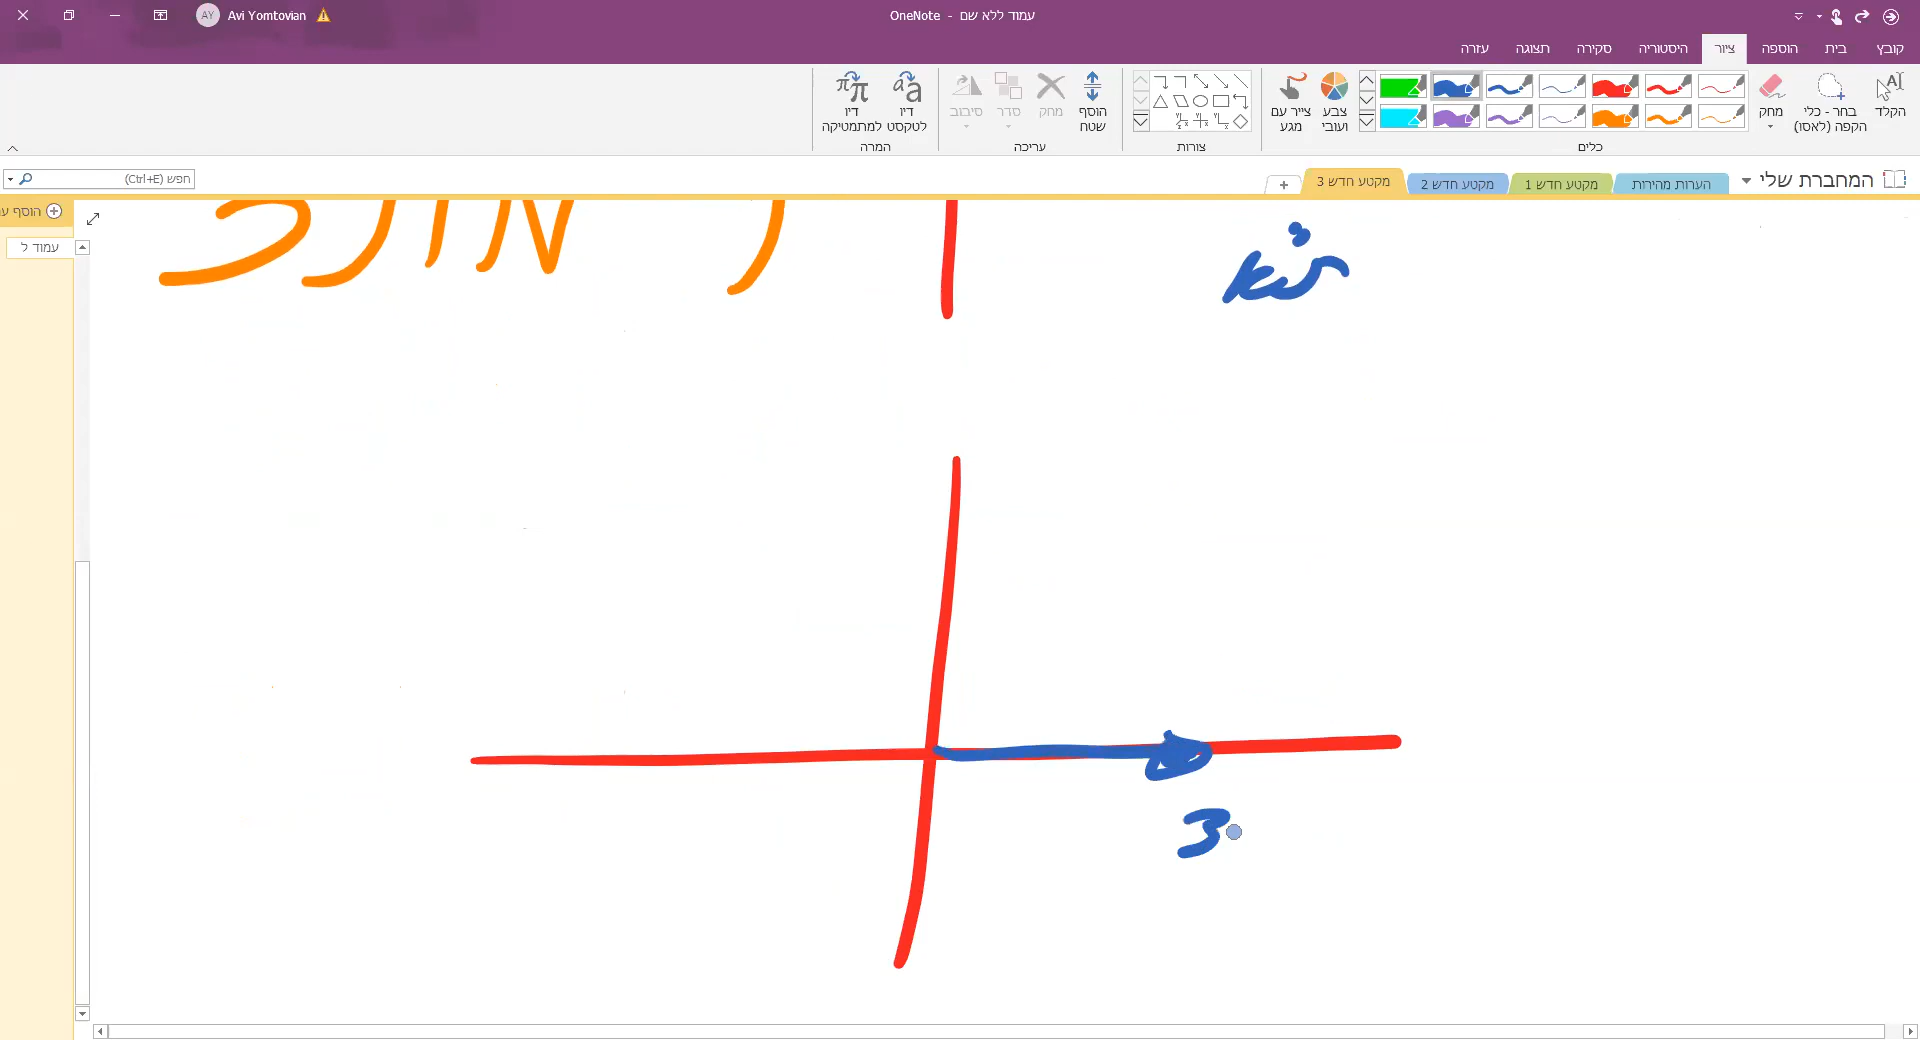 Avi Yomtovian
עמוד ללא שם - OneNote
קובץ בית הוספה ציור היסטוריה סקירה תצוגה עזרה
הקלד
בחר - כלי הקפה (לאסו)
מחק
כלים
צבע ועובי
צייר עם מגע
צורות
הוסף שטח
מחק
סדר
סיבוב
עריכה
דיו לטקסט
דיו למתמטיקה
המרה
המחברת שלי
הערות מהירות
מקטע חדש 1
מקטע חדש 2
מקטע חדש 3
חפש (Ctrl+E)
הוסף
עמוד ל
3